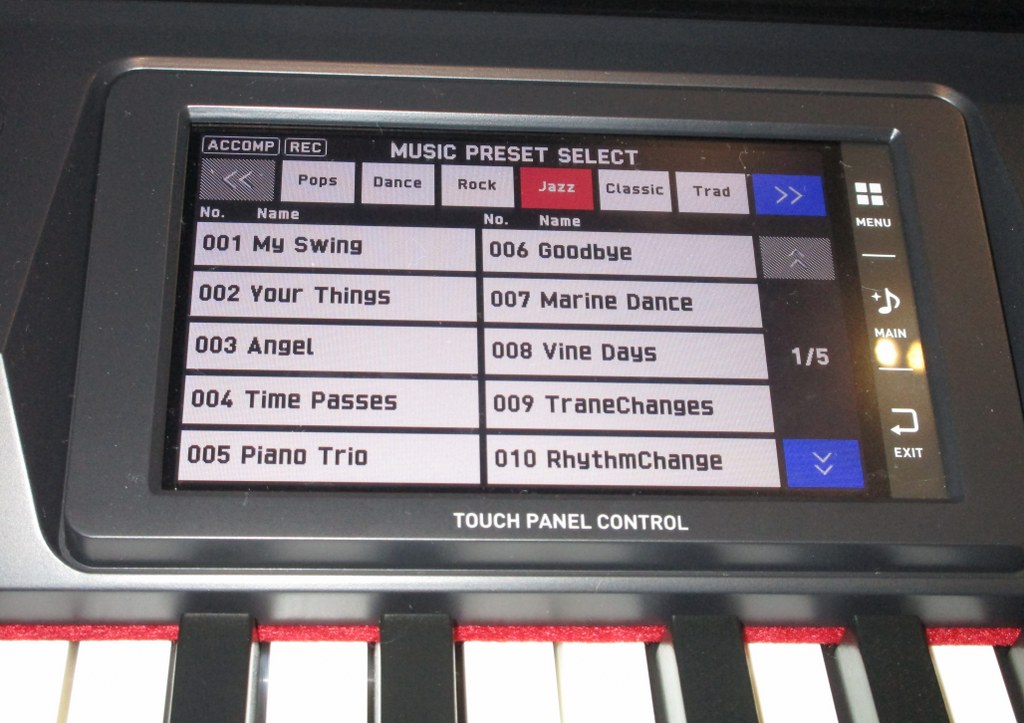 ACCOMP REC MUSIC PRESET SELECT
<< Pops Dance Rock Jazz Classic Trad >>
No. Name No. Name
001 My Swing 006 Goodbye
002 Your Things 007 Marine Dance
003 Angel 008 Vine Days
004 Time Passes 009 TraneChanges
005 Piano Trio 010 RhythmChange
1/5
MENU
MAIN
EXIT
TOUCH PANEL CONTROL